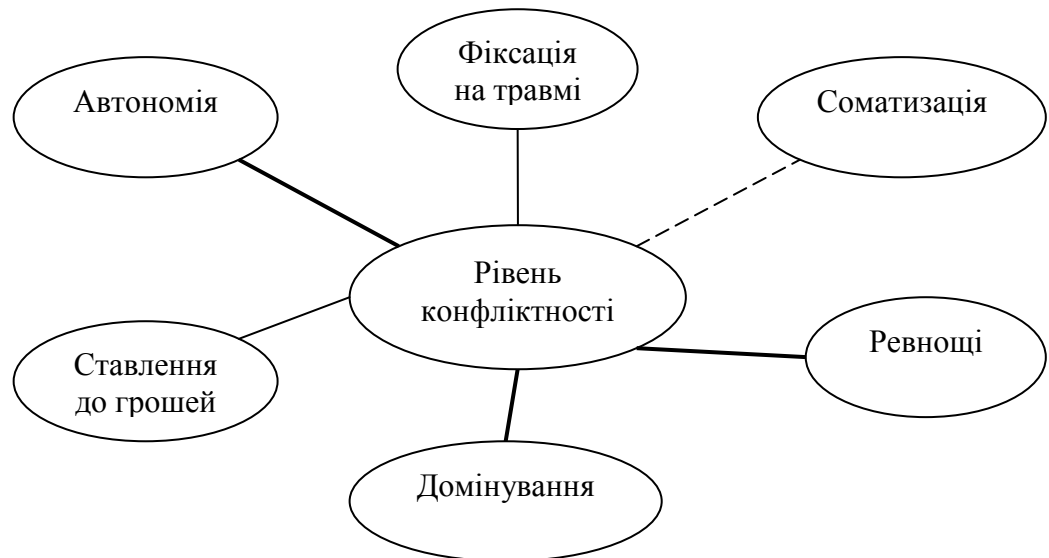 Фіксація
на травмі
Автономія
Соматизація
Рівень
конфліктності
Ревнощі
Ставлення
до грошей
Домінування